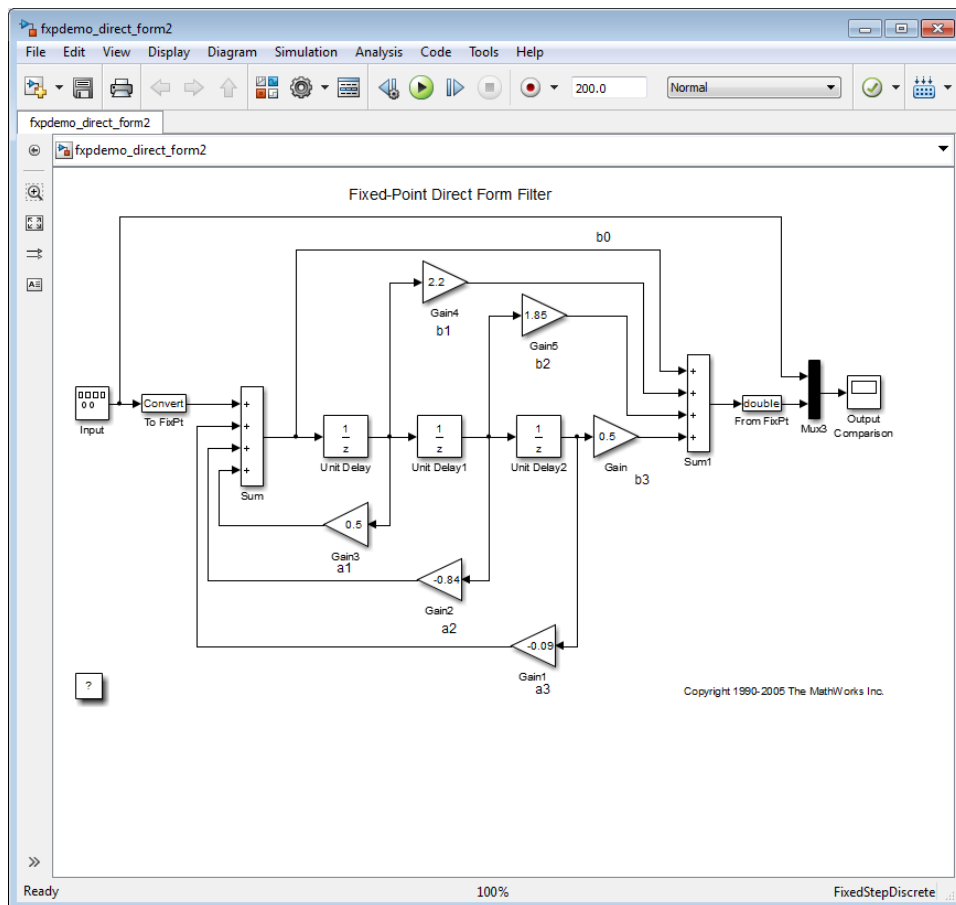 fxpdemo_direct_form2
File Edit View Display Diagram Simulation Analysis Code Tools Help
200.0 Normal
fxpdemo_direct_form2
fxpdemo_direct_form2
Fixed-Point Direct Form Filter
b0
2.2
Gain4
b1
1.85
Gain5
b2
Input
Convert
To FixPt
+
+
+
+
Sum
1
z
Unit Delay
1
z
Unit Delay1
1
z
Unit Delay2
0.5
Gain
b3
+
+
+
+
Sum1
double
From FixPt
Mux3
Output
Comparison
0.5
Gain3
a1
-0.84
Gain2
a2
-0.09
Gain1
a3
?
Copyright 1990-2005 The MathWorks Inc.
Ready 100% FixedStepDiscrete